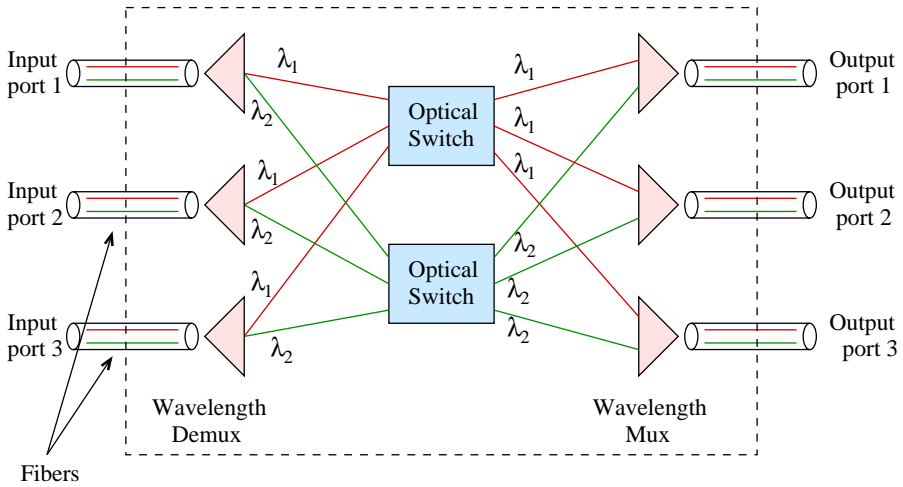 Input
port 1
λ1
λ2
Optical
Switch
λ1
λ1
λ1
Output
port 1
Input
port 2
λ1
λ2
Output
port 2
Input
port 3
λ1
λ2
Optical
Switch
λ2
λ2
λ2
Output
port 3
Wavelength
Demux
Wavelength
Mux
Fibers